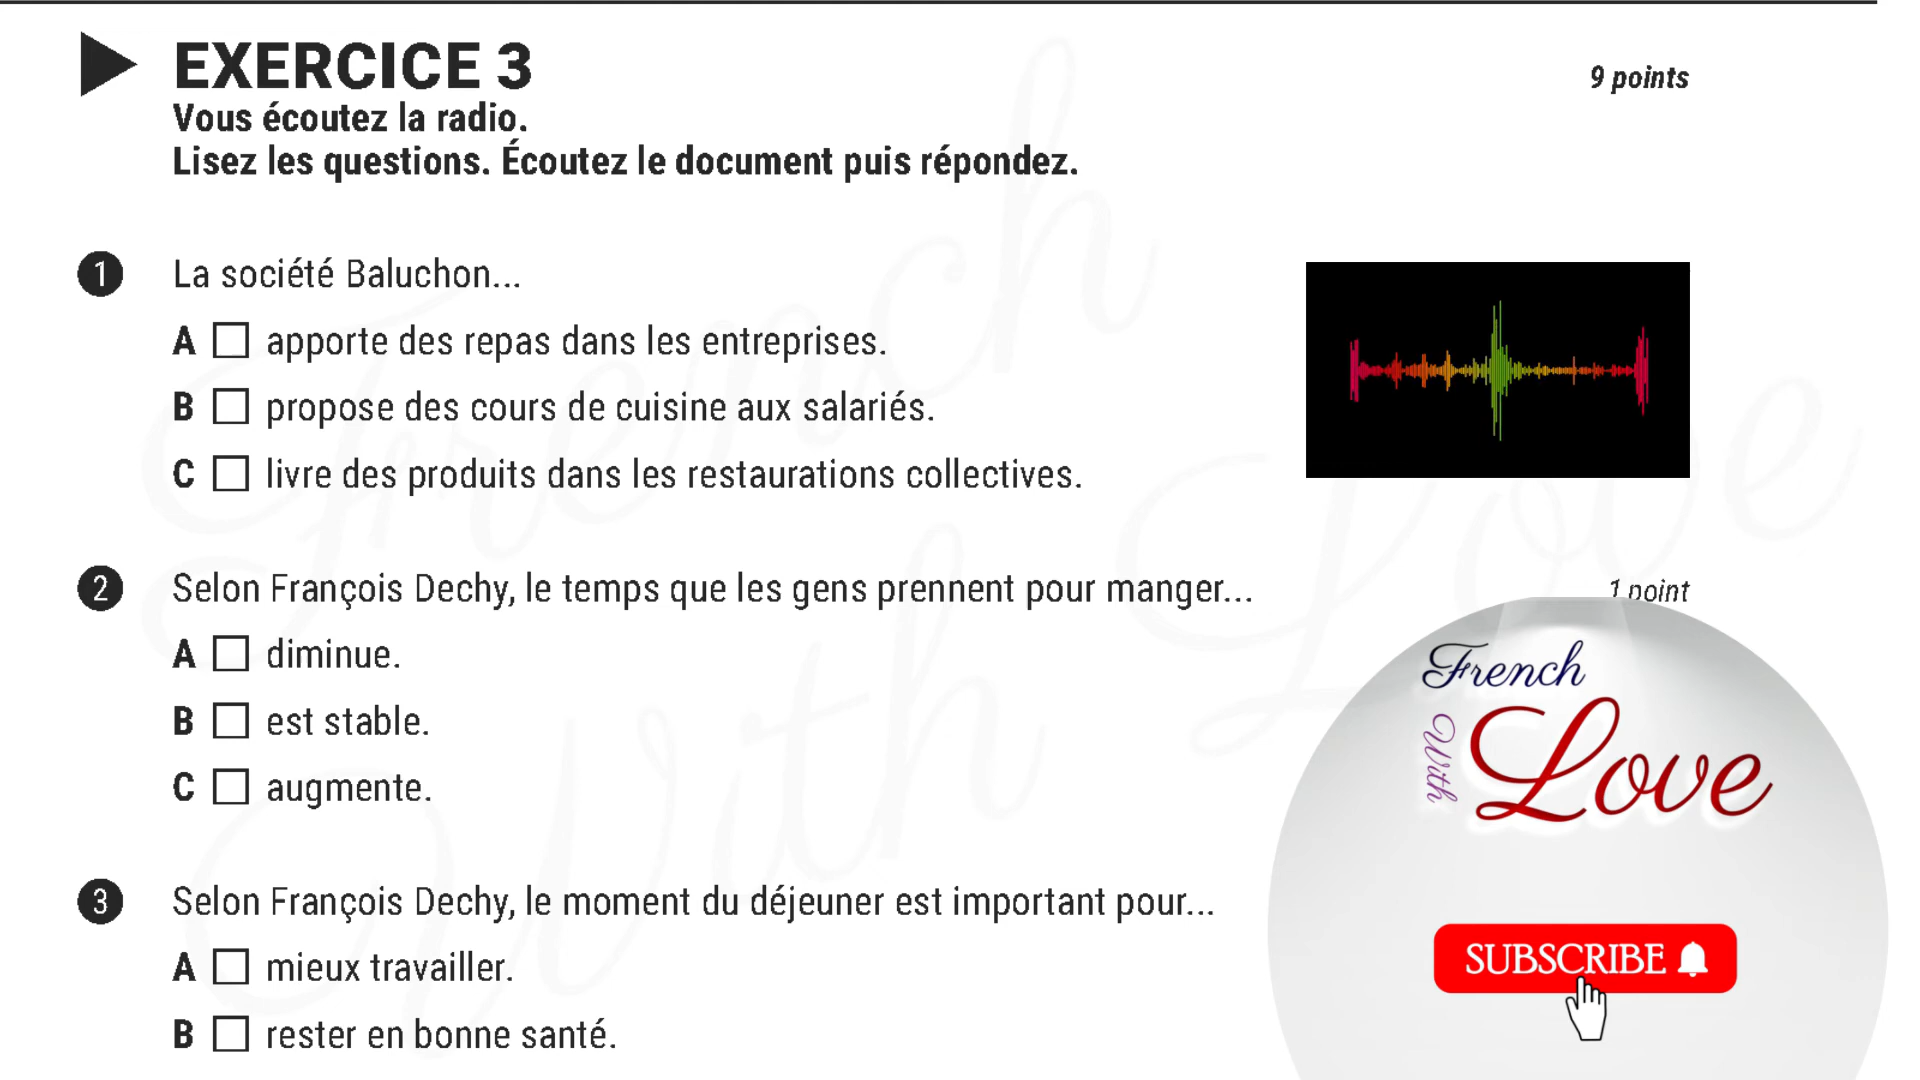 EXERCICE 3
9 points
Vous écoutez la radio.
Lisez les questions. Écoutez le document puis répondez.
1 La société Baluchon...
A apporte des repas dans les entreprises.
B propose des cours de cuisine aux salariés.
C livre des produits dans les restaurations collectives.
2 Selon François Dechy, le temps que les gens prennent pour manger...
1 point
A diminue.
B est stable.
C augmente.
3 Selon François Dechy, le moment du déjeuner est important pour...
A mieux travailler.
B rester en bonne santé.
French
With
Love
SUBSCRIBE
French
With Love